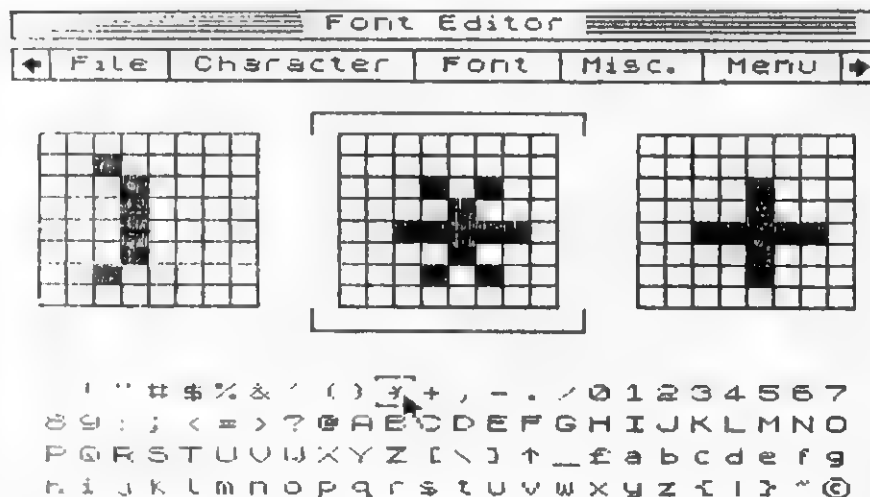 Font Editor
File Character Font Misc. Menu
! " # $ % & ' ( ) * + , - . / 0 1 2 3 4 5 6 7
8 9 : ; < = > ? @ A B C D E F G H I J K L M N O
P Q R S T U V W X Y Z [ \ ] ↑ _ £ a b c d e f g
h i j k l m n o p q r s t u v w x y z { | } ~ ©